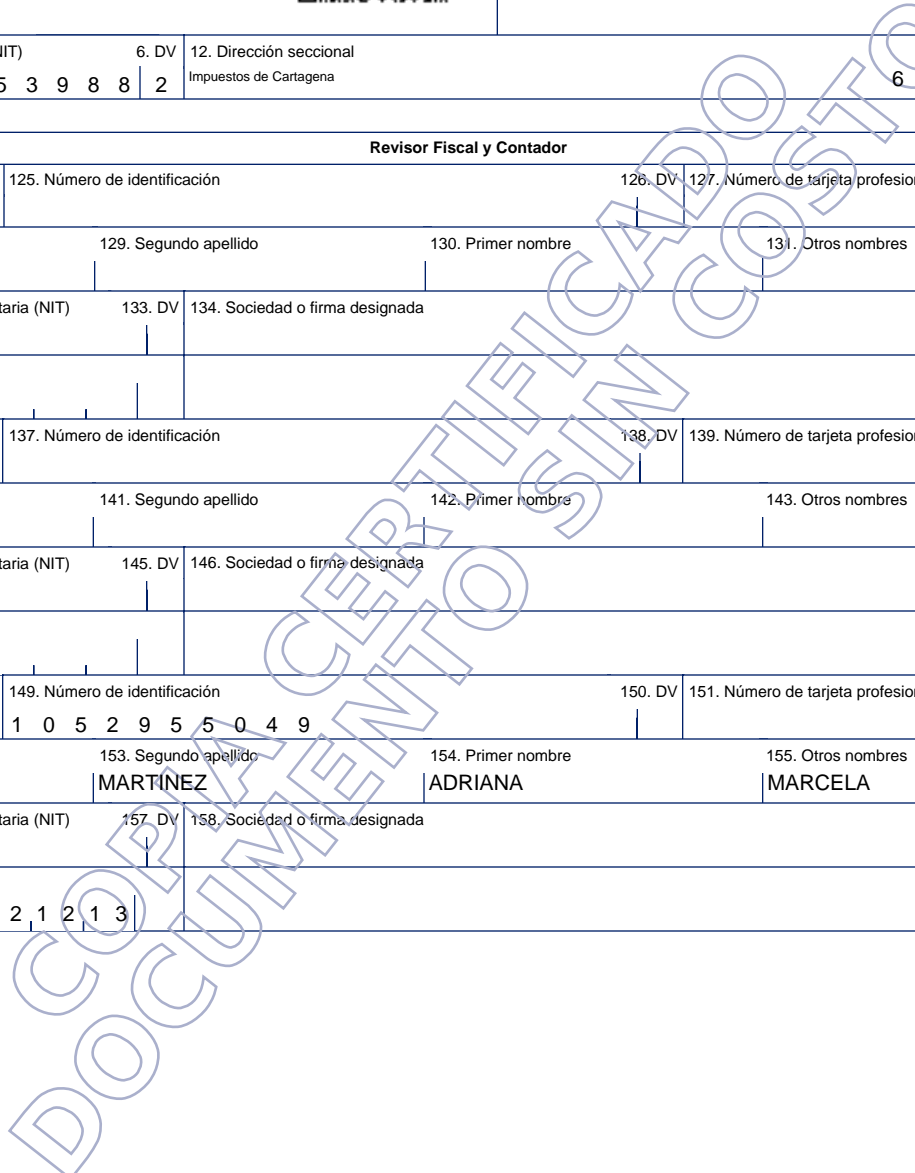 NIT) 6. DV 12. Dirección seccional
5 3 9 8 8 2 Impuestos de Cartagena 6
Revisor Fiscal y Contador
125. Número de identificación 126. DV 127. Número de tarjeta profesion
129. Segundo apellido 130. Primer nombre 131. Otros nombres
taria (NIT) 133. DV 134. Sociedad o firma designada
137. Número de identificación 138. DV 139. Número de tarjeta profesion
141. Segundo apellido 142. Primer nombre 143. Otros nombres
taria (NIT) 145. DV 146. Sociedad o firma designada
149. Número de identificación 150. DV 151. Número de tarjeta profesion
1 0 5 2 9 5 5 0 4 9
153. Segundo apellido 154. Primer nombre 155. Otros nombres
MARTINEZ ADRIANA MARCELA
taria (NIT) 157. DV 158. Sociedad o firma designada
2 1 2 1 3
COPIA CERTIFICADO
DOCUMENTO SIN COSTO